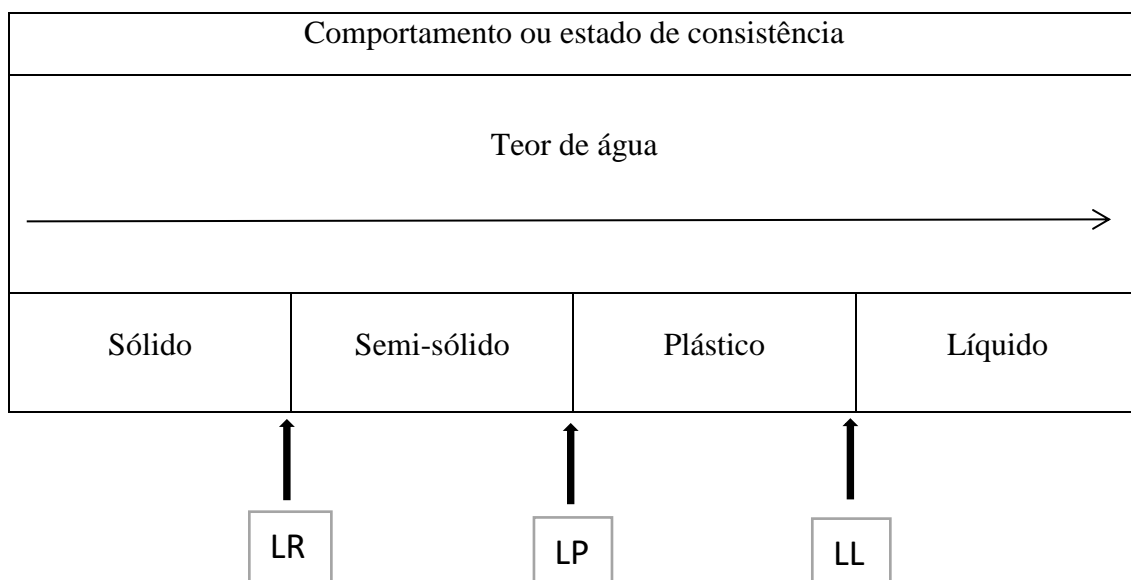 Comportamento ou estado de consistência
Teor de água
Sólido
Semi-sólido
Plástico
Líquido
LR
LP
LL